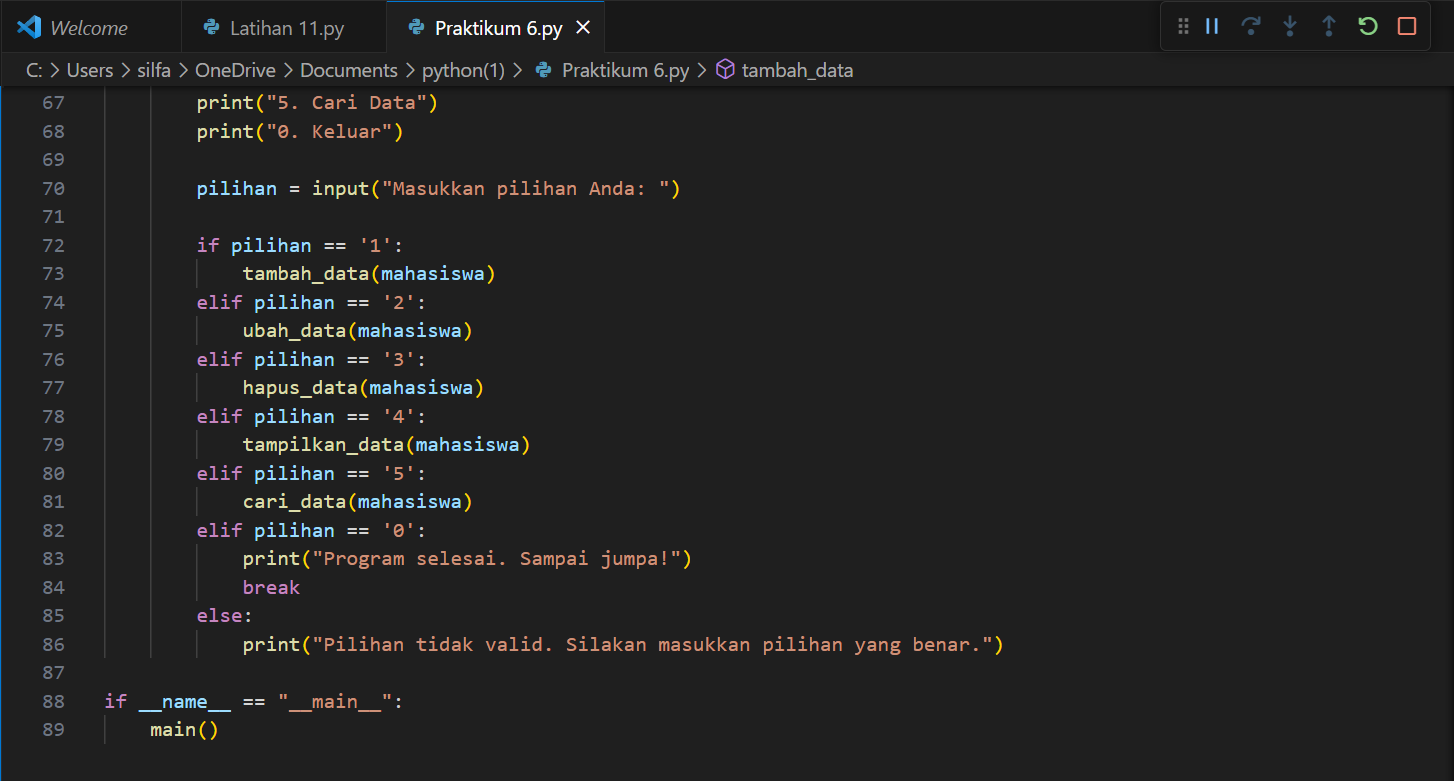 Welcome
Latihan 11.py
Praktikum 6.py
C: > Users > silfa > OneDrive > Documents > python(1) > Praktikum 6.py > tambah_data
67 print("5. Cari Data")
68 print("0. Keluar")
69
70 pilihan = input("Masukkan pilihan Anda: ")
71
72 if pilihan == '1':
73 tambah_data(mahasiswa)
74 elif pilihan == '2':
75 ubah_data(mahasiswa)
76 elif pilihan == '3':
77 hapus_data(mahasiswa)
78 elif pilihan == '4':
79 tampilkan_data(mahasiswa)
80 elif pilihan == '5':
81 cari_data(mahasiswa)
82 elif pilihan == '0':
83 print("Program selesai. Sampai jumpa!")
84 break
85 else:
86 print("Pilihan tidak valid. Silakan masukkan pilihan yang benar.")
87
88 if __name__ == "__main__":
89 main()